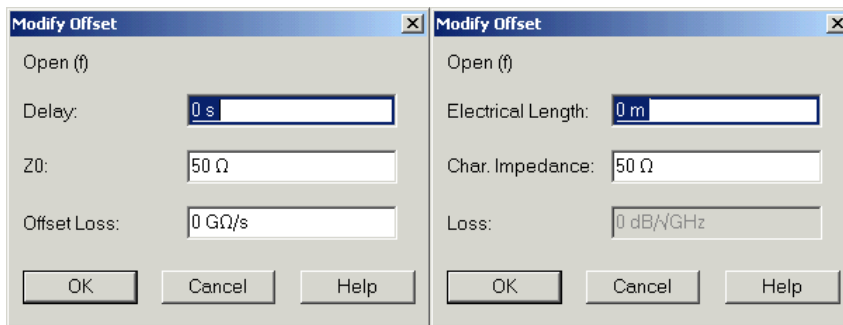 Modify Offset
Open (f)
Delay: 0 s
Z0: 50 Ω
Offset Loss: 0 GΩ/s
OK Cancel Help
Modify Offset
Open (f)
Electrical Length: 0 m
Char. Impedance: 50 Ω
Loss: 0 dB/√GHz
OK Cancel Help